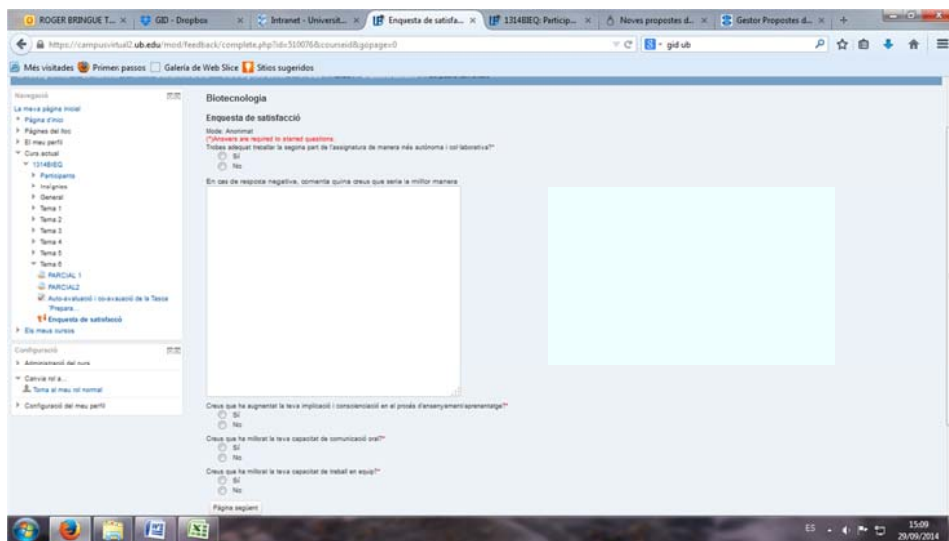 ROGER BRINGUE T...
GID - Dropbox
Intranet - Universit...
Enquesta de satisfa...
1314BIEQ: Particip...
Noves propostes d...
Gestor Propostes d...
https://campusvirtual2.ub.edu/mod/feedback/complete.php?id=510076&courseid&gopage=0
gid ub
Més visitades
Primeri passos
Galeria de Web Slice
Sitios sugeridos
Navegació
La meva pàgina inicial
Pàgina d'inici
Pàgines del lloc
El meu perfil
Curs actual
1314BIEQ
Participants
Insígnies
General
Tema 1
Tema 2
Tema 3
Tema 4
Tema 5
Tema 6
PARCIAL 1
PARCIAL2
Auto-avaluació i co-avaució de la Tasca
'Prepara...
Enquesta de satisfacció
Els meus cursos
Configuració
Administració del curs
Canvia rol a...
Torna al meu rol normal
Configuració del meu perfil
Biotecnologia
Enquesta de satisfacció
Mode: Anonimat
(*)Answers are required to starred questions.
Trobes adequat treballar la segona part de l'assignatura de manera més autònoma i col·laborativa?*
Sí
No
En cas de resposta negativa, comenta quina creus que seria la millor manera
Creus que ha augmentat la teva implicació i conscienciació en el procés d'ensenyament/aprenentatge?*
Sí
No
Creus que ha millorat la teva capacitat de comunicació oral?*
Sí
No
Creus que ha millorat la teva capacitat de treball en equip?*
Sí
No
Pàgina següent
ES
15:09
29/09/2014